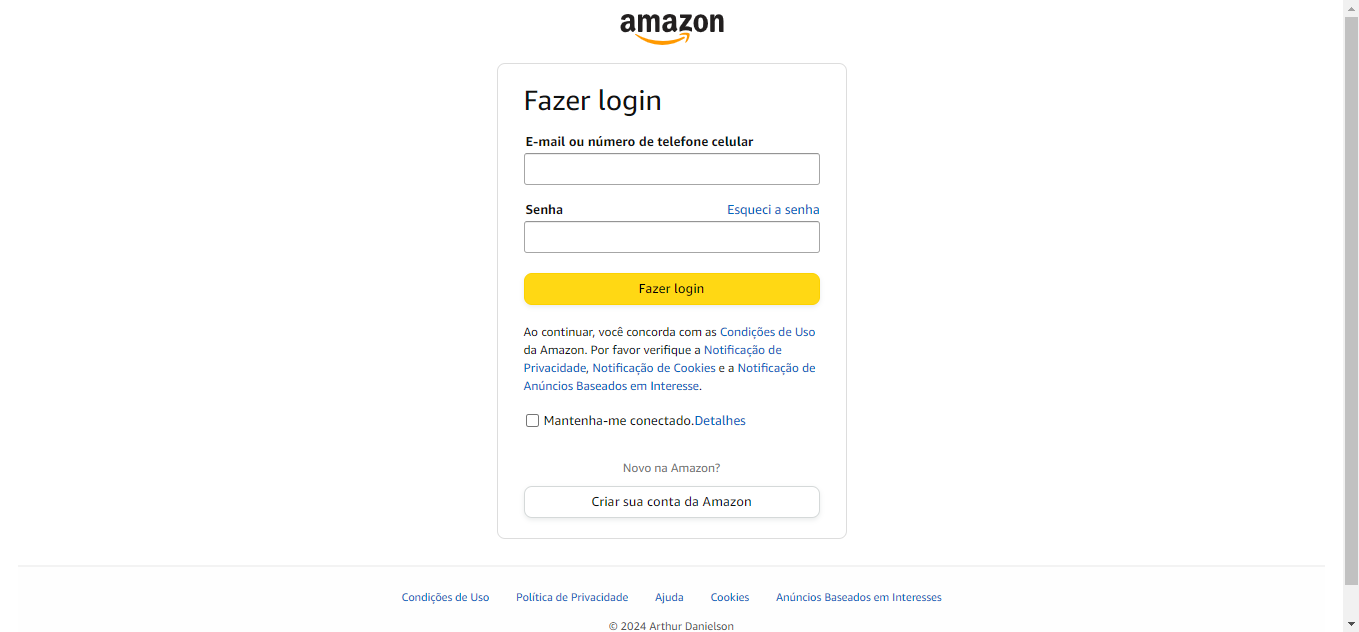 amazon
Fazer login
E-mail ou número de telefone celular
Senha Esqueci a senha
Fazer login
Ao continuar, você concorda com as Condições de Uso
da Amazon. Por favor verifique a Notificação de
Privacidade, Notificação de Cookies e a Notificação de
Anúncios Baseados em Interesse.
Mantenha-me conectado.Detalhes
Novo na Amazon?
Criar sua conta da Amazon
Condições de Uso Política de Privacidade Ajuda Cookies Anúncios Baseados em Interesses
© 2024 Arthur Danielson